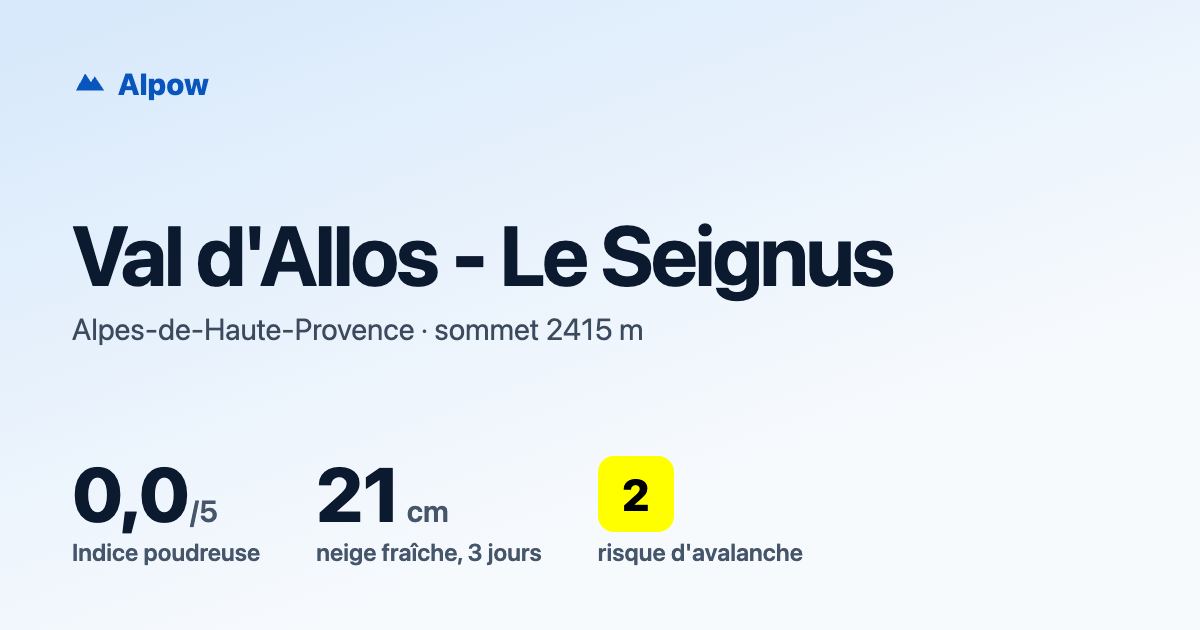 Alpow
Val d'Allos - Le Seignus
Alpes-de-Haute-Provence · sommet 2415 m
0,0/5
Indice poudreuse
21 cm
neige fraîche, 3 jours
2
risque d'avalanche